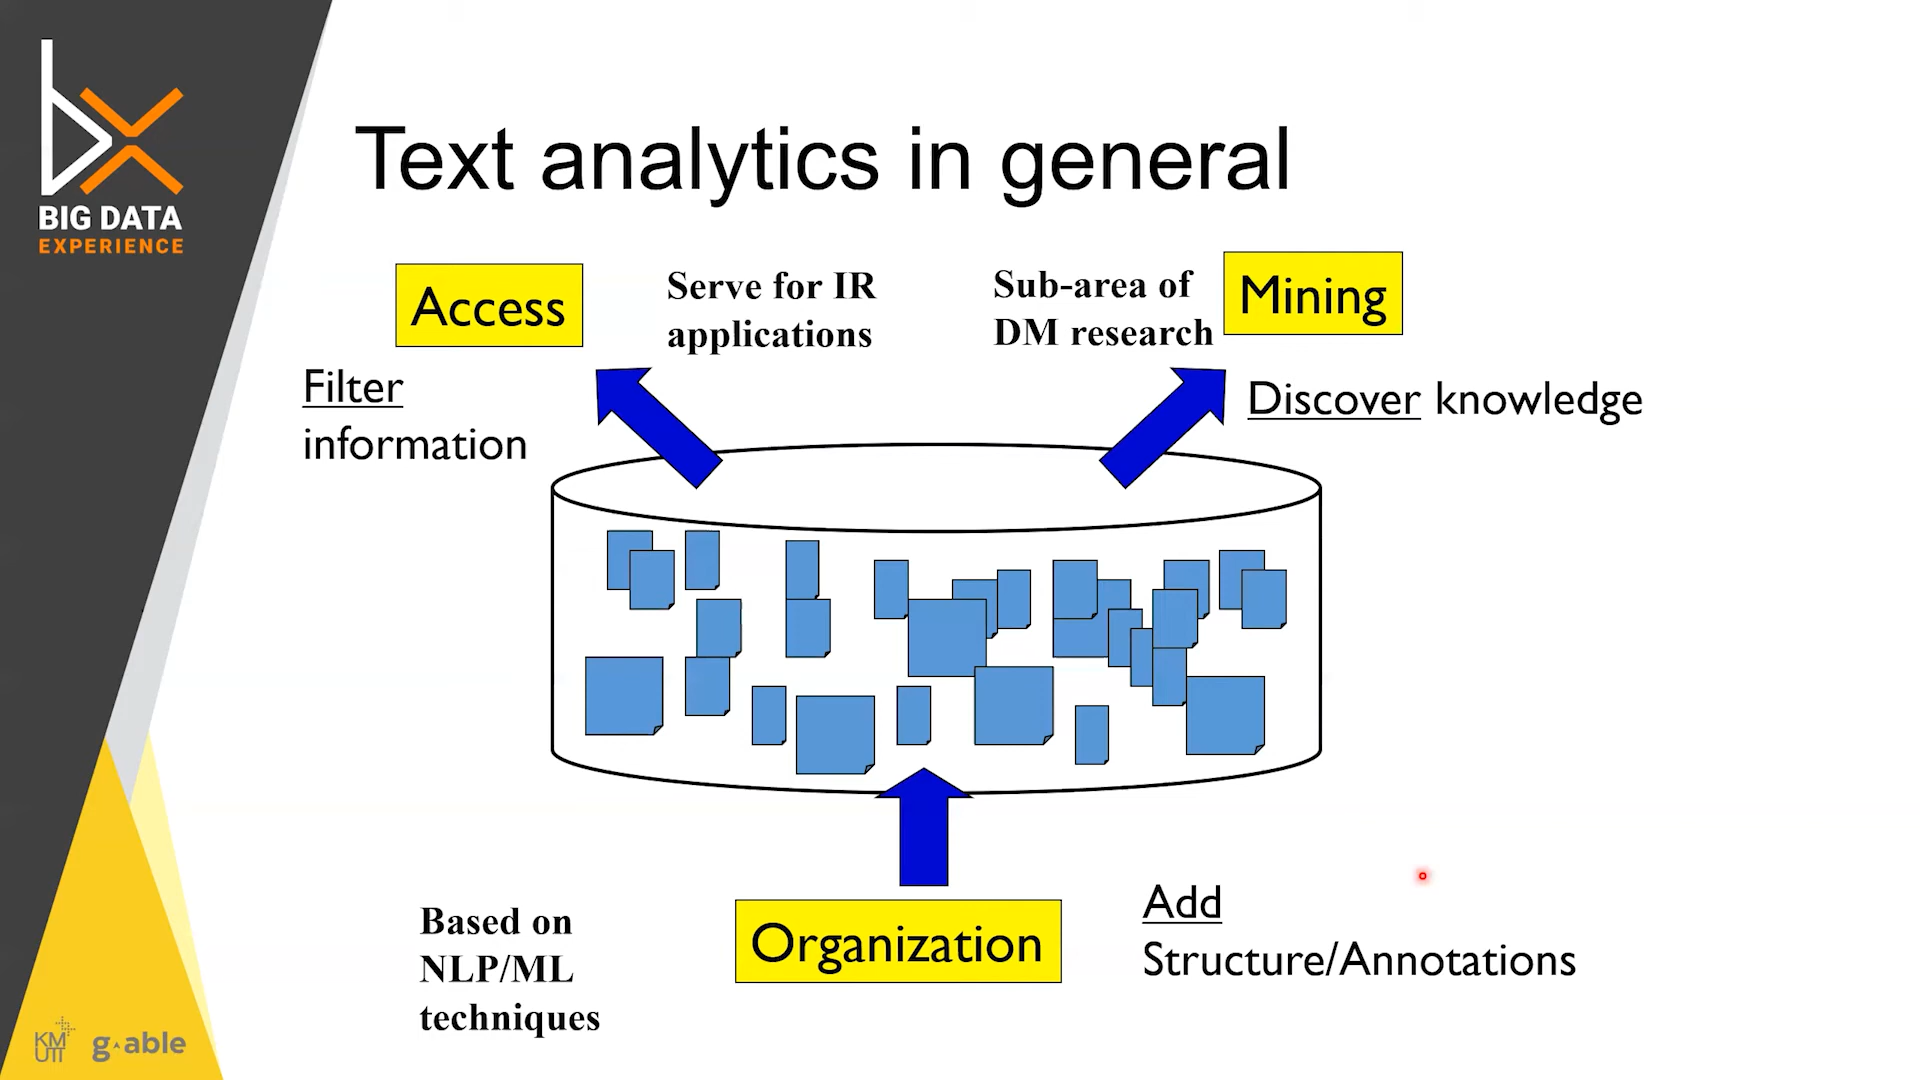 BIG DATA
EXPERIENCE
Text analytics in general
Access
Serve for IR
applications
Sub-area of
DM research
Mining
Filter
information
Discover knowledge
Based on
NLP/ML
techniques
Organization
Add
Structure/Annotations
KM
UTT
g-able